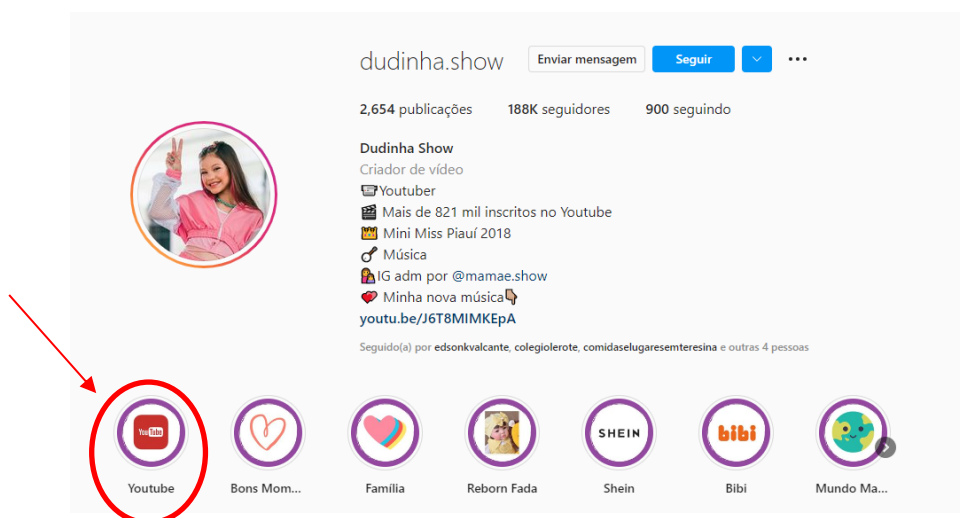 dudinha.show Enviar mensagem Seguir
2,654 publicações 188K seguidores 900 seguindo
Dudinha Show
Criador de vídeo
Youtuber
Mais de 821 mil inscritos no Youtube
Mini Miss Piauí 2018
Música
IG adm por @mamae.show
Minha nova música
youtu.be/J6T8MIMKEpA
Seguido(a) por edsonkvalcante, colegiolerote, comidaselugaresemteresina e outras 4 pessoas
YouTube SHEIN bibi
Youtube Bons Mom... Família Reborn Fada Shein Bibi Mundo Ma...